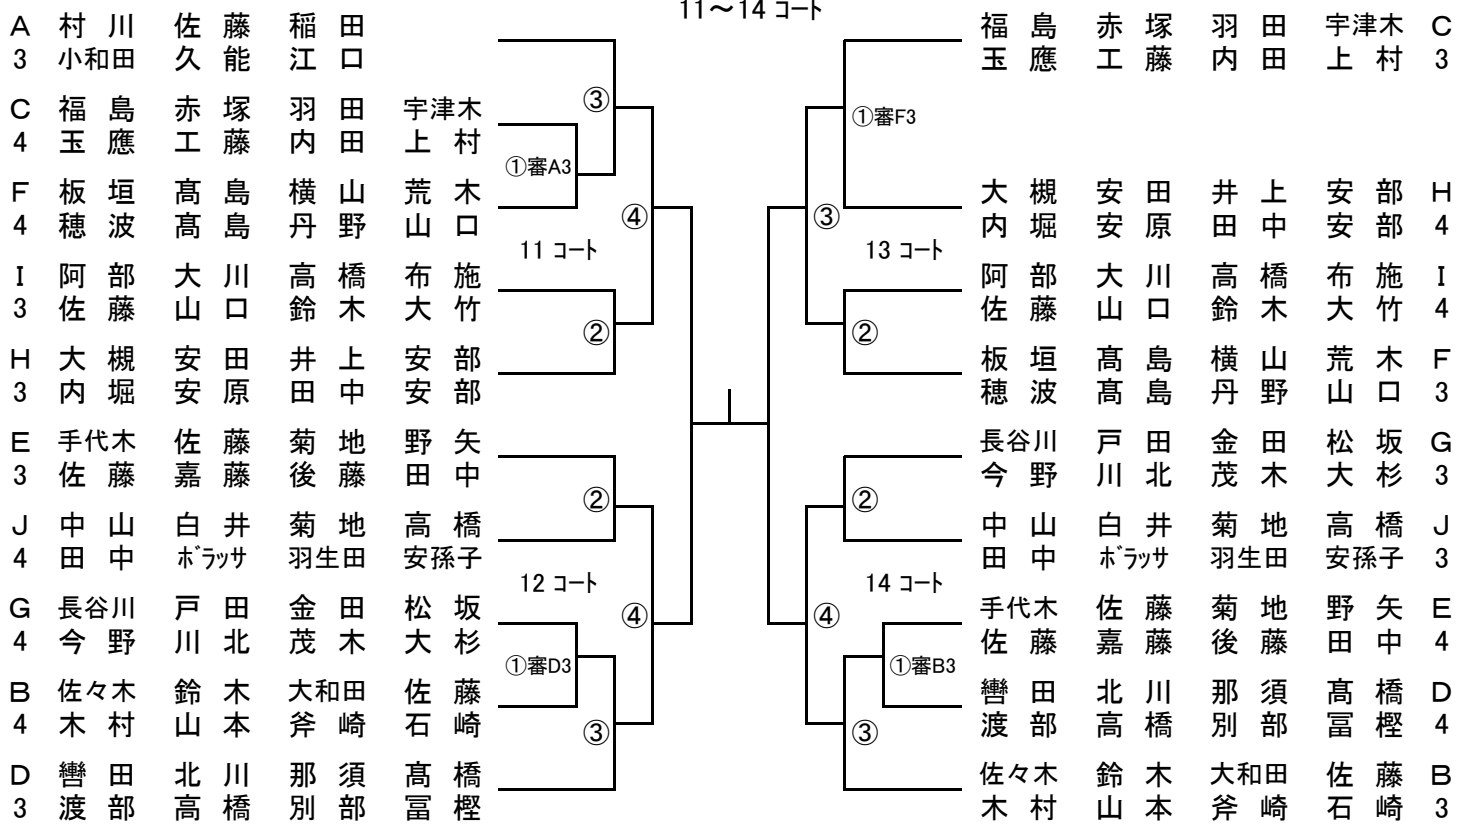 11～14 コート
A 村川 佐藤 稲田
3 小和田 久能 江口
C 福島 赤塚 羽田 宇津木
4 玉應 工藤 内田 上村
F 板垣 髙島 横山 荒木
4 穂波 髙島 丹野 山口
I 阿部 大川 高橋 布施
3 佐藤 山口 鈴木 大竹
H 大槻 安田 井上 安部
3 内堀 安原 田中 安部
E 手代木 佐藤 菊地 野矢
3 佐藤 嘉藤 後藤 田中
J 中山 白井 菊地 高橋
4 田中 ﾎﾞﾗｯｻ 羽生田 安孫子
G 長谷川 戸田 金田 松坂
4 今野 川北 茂木 大杉
B 佐々木 鈴木 大和田 佐藤
4 木村 山本 斧崎 石崎
D 轡田 北川 那須 髙橋
3 渡部 高橋 別部 冨樫
③
①審A3
④
11 コート
②
②
12 コート
④
①審D3
③
①審F3
③
13 コート
②
②
14 コート
④
①審B3
③
福島 赤塚 羽田 宇津木 C
玉應 工藤 内田 上村 3
大槻 安田 井上 安部 H
内堀 安原 田中 安部 4
阿部 大川 高橋 布施 I
佐藤 山口 鈴木 大竹 4
板垣 髙島 横山 荒木 F
穂波 髙島 丹野 山口 3
長谷川 戸田 金田 松坂 G
今野 川北 茂木 大杉 3
中山 白井 菊地 高橋 J
田中 ﾎﾞﾗｯｻ 羽生田 安孫子 3
手代木 佐藤 菊地 野矢 E
佐藤 嘉藤 後藤 田中 4
轡田 北川 那須 髙橋 D
渡部 高橋 別部 冨樫 4
佐々木 鈴木 大和田 佐藤 B
木村 山本 斧崎 石崎 3